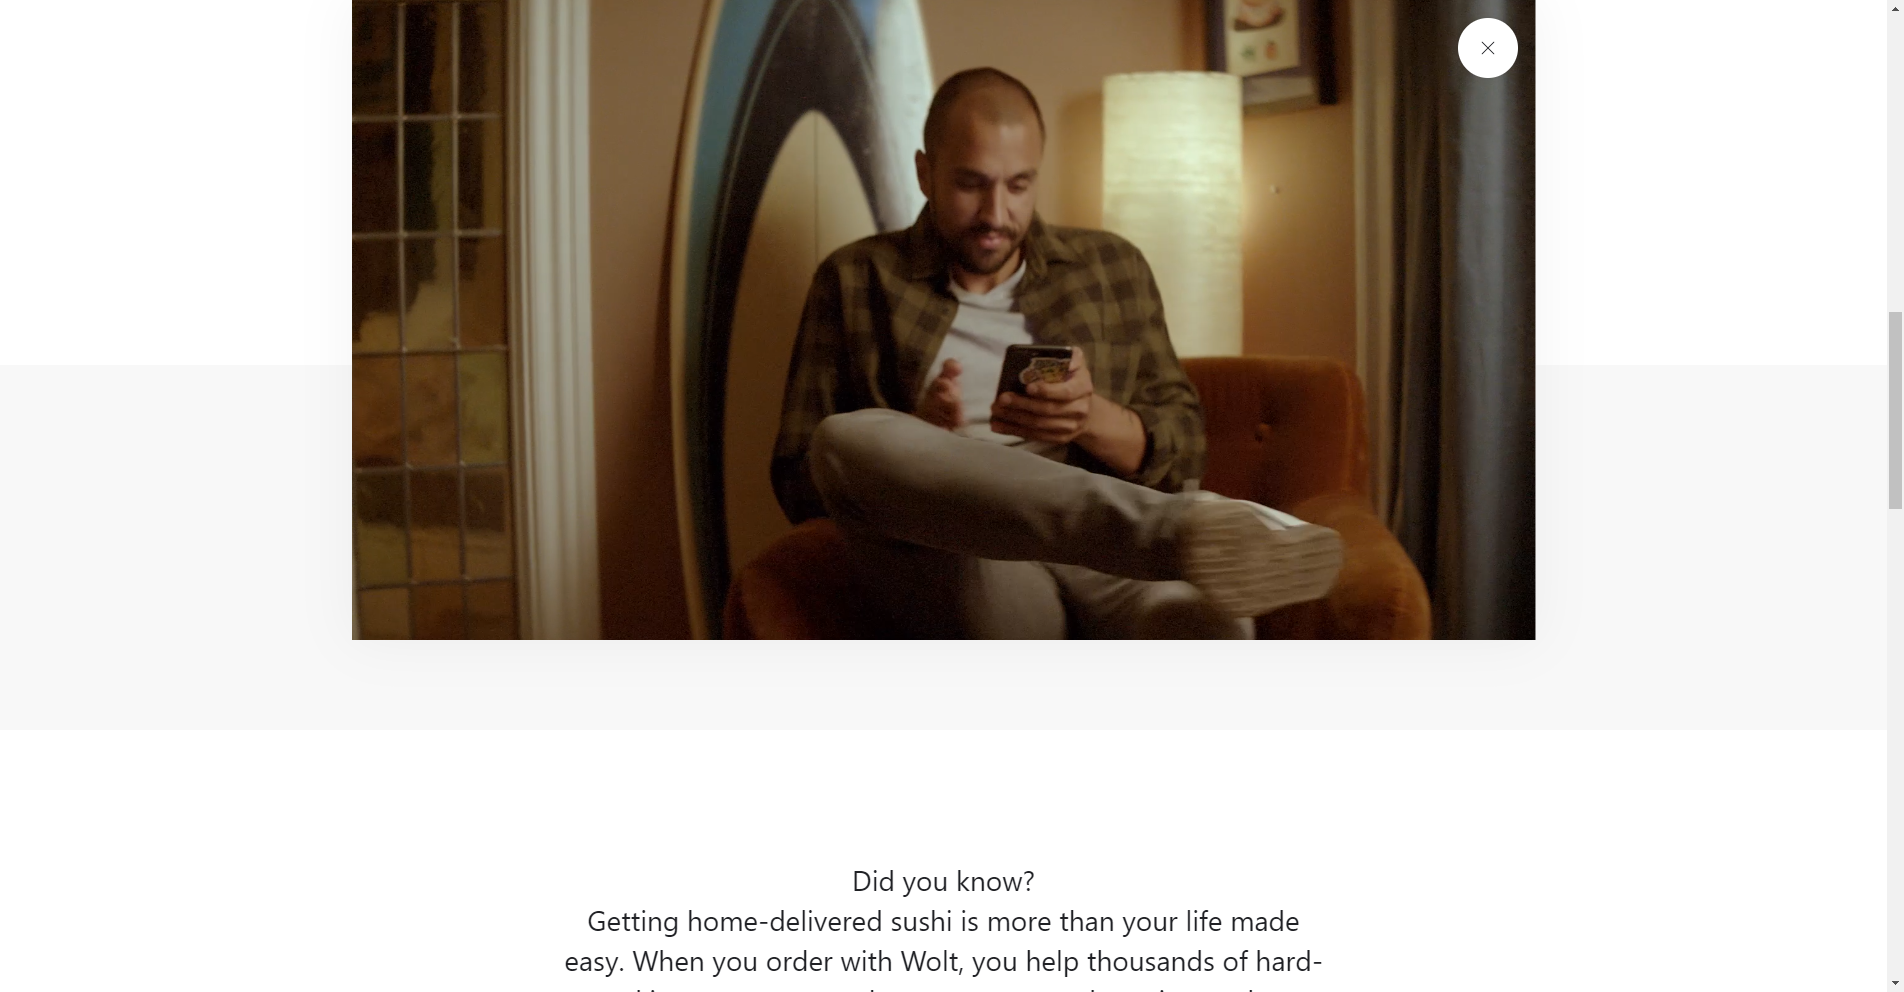 Did you know?
Getting home-delivered sushi is more than your life made
easy. When you order with Wolt, you help thousands of hard-